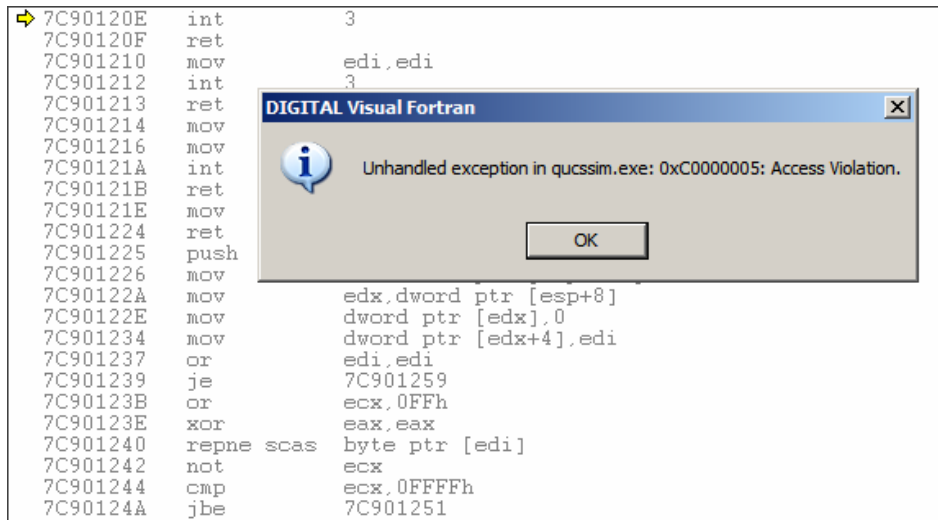 7C90120E int 3
7C90120F ret
7C901210 mov edi,edi
7C901212 int 3
7C901213 ret
DIGITAL Visual Fortran
7C901214 mov
7C901216 mov
7C90121A int
Unhandled exception in qucssim.exe: 0xC0000005: Access Violation.
7C90121B ret
7C90121E mov
7C901224 ret
OK
7C901225 push
7C901226 mov
7C90122A mov edx,dword ptr [esp+8]
7C90122E mov dword ptr [edx],0
7C901234 mov dword ptr [edx+4],edi
7C901237 or edi,edi
7C901239 je 7C901259
7C90123B or ecx,0FFh
7C90123E xor eax,eax
7C901240 repne scas byte ptr [edi]
7C901242 not ecx
7C901244 cmp ecx,0FFFFh
7C90124A jbe 7C901251